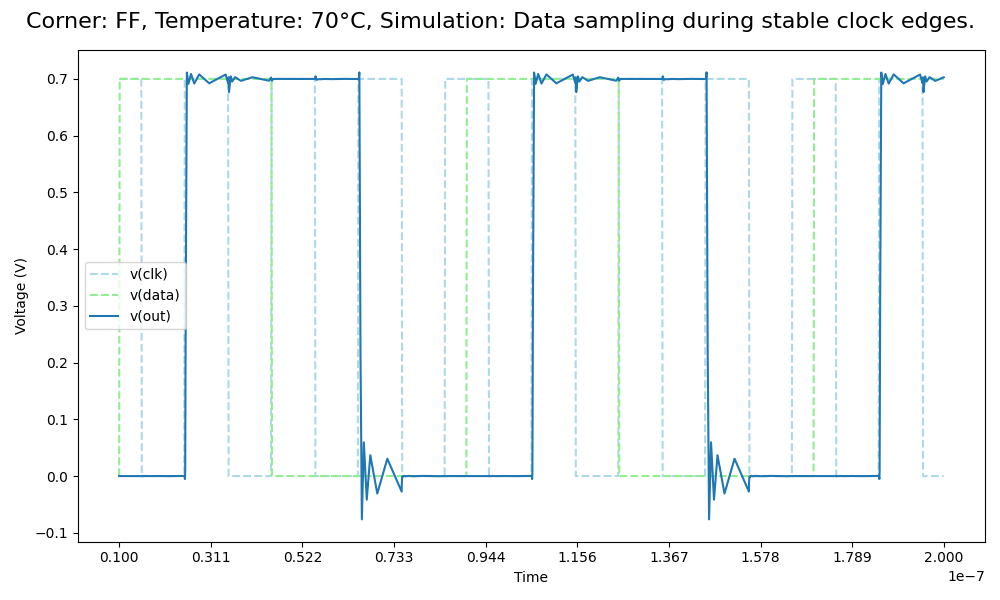 Corner: FF, Temperature: 70°C, Simulation: Data sampling during stable clock edges.
0.7
0.6
0.5
0.4
0.3
0.2
0.1
0.0
−0.1
Voltage (V)
v(clk)
v(data)
v(out)
0.100 0.311 0.522 0.733 0.944 1.156 1.367 1.578 1.789 2.000
Time
1e−7